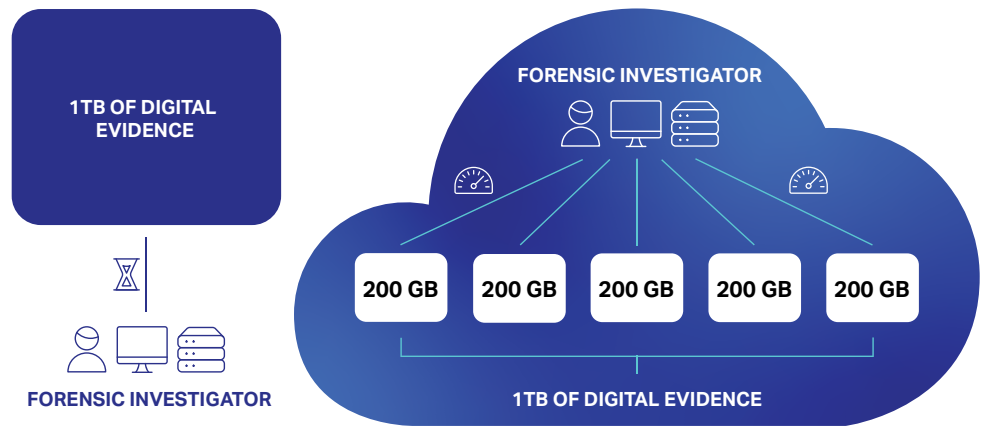 1TB OF DIGITAL
EVIDENCE
FORENSIC INVESTIGATOR
FORENSIC INVESTIGATOR
200 GB
200 GB
200 GB
200 GB
200 GB
1TB OF DIGITAL EVIDENCE